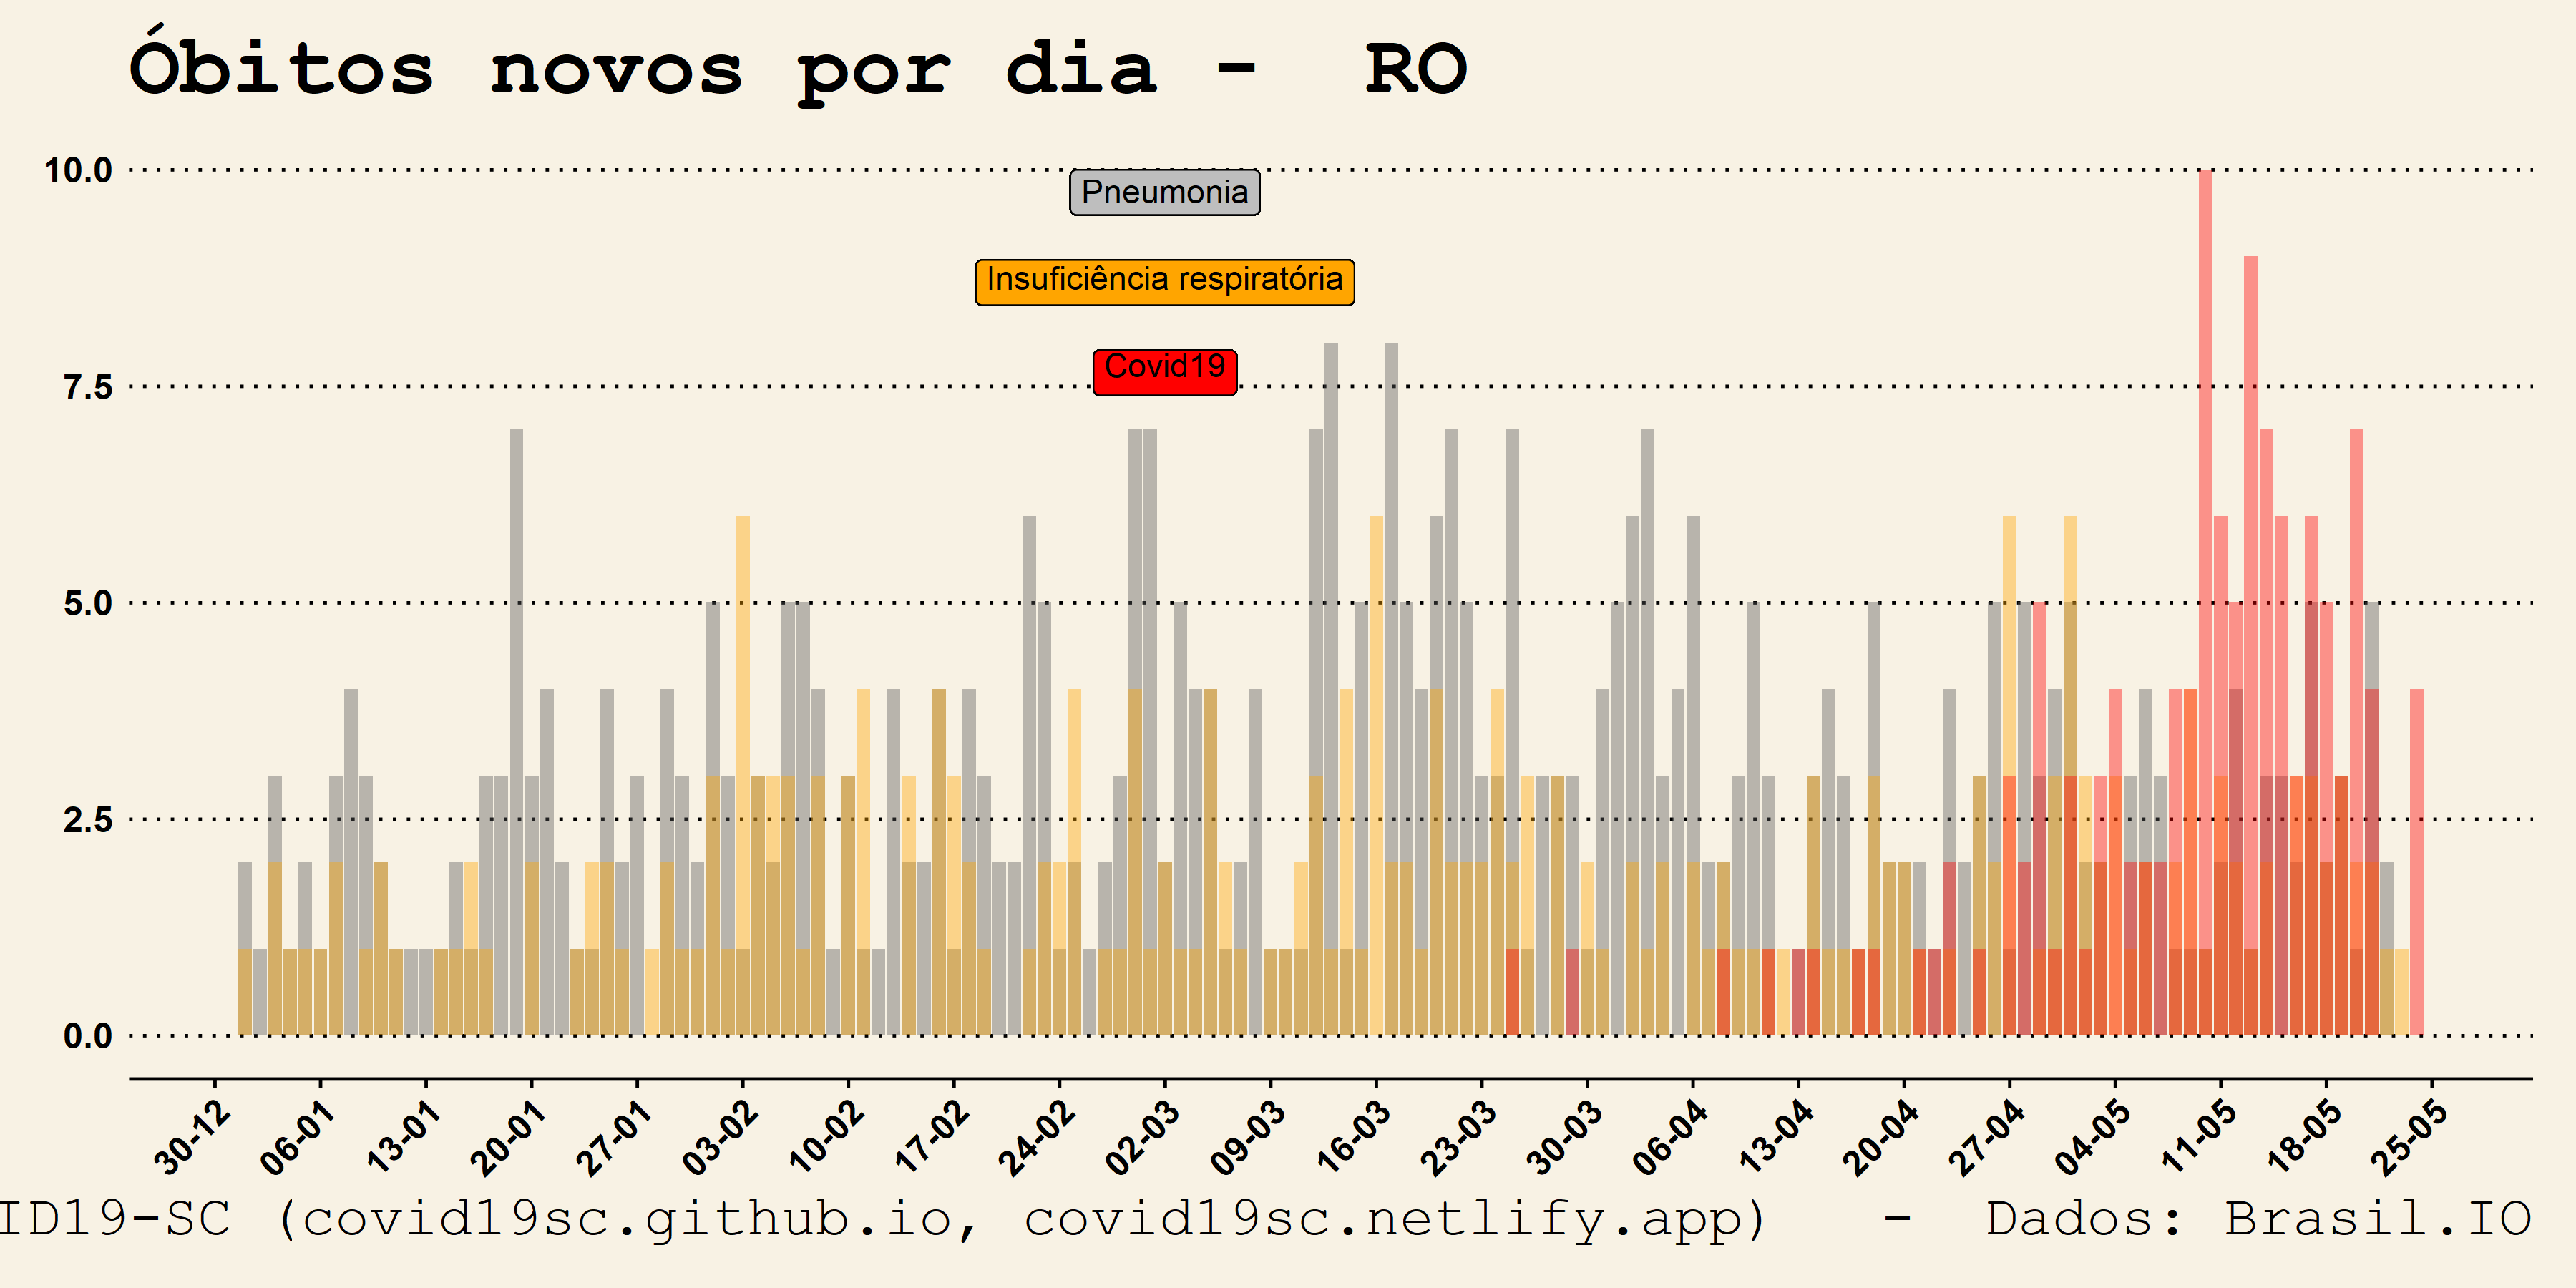 Óbitos novos por dia - RO
10.0
Pneumonia
Insuficiência respiratória
Covid19
7.5
5.0
2.5
0.0
30-12 06-01 13-01 20-01 27-01 03-02 10-02 17-02 24-02 02-03 09-03 16-03 23-03 30-03 06-04 13-04 20-04 27-04 04-05 11-05 18-05 25-05
ID19-SC (covid19sc.github.io, covid19sc.netlify.app) - Dados: Brasil.IO